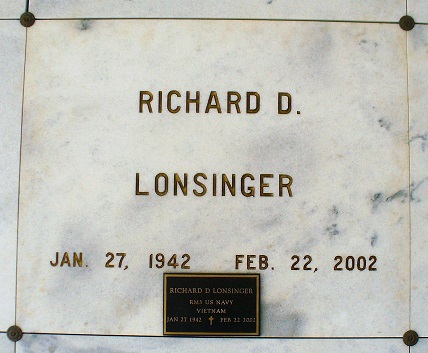 RICHARD D.
LONSINGER
JAN. 27, 1942 FEB. 22, 2002
RICHARD D LONSINGER
RM3 US NAVY
VIETNAM
JAN 27 1942 ✝ FEB 22 2002